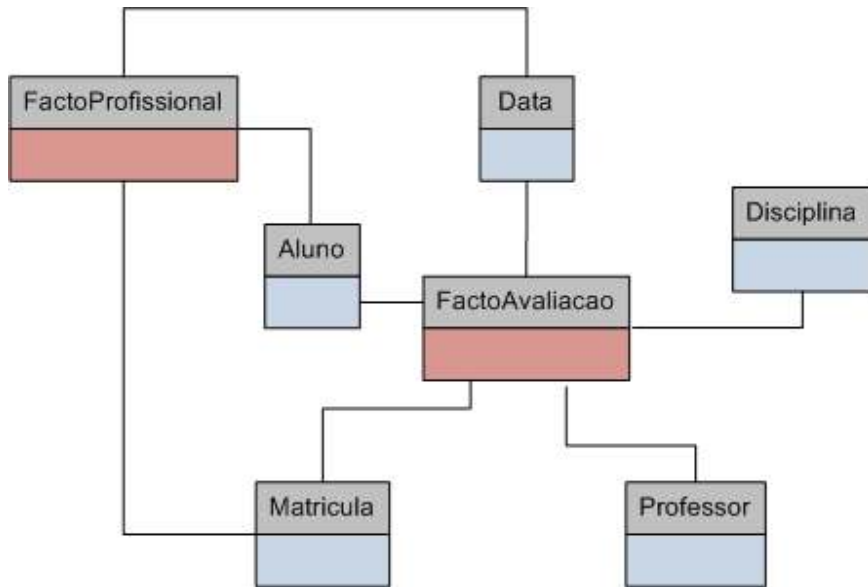 FactoProfissional
Data
Disciplina
Aluno
FactoAvaliacao
Matricula
Professor